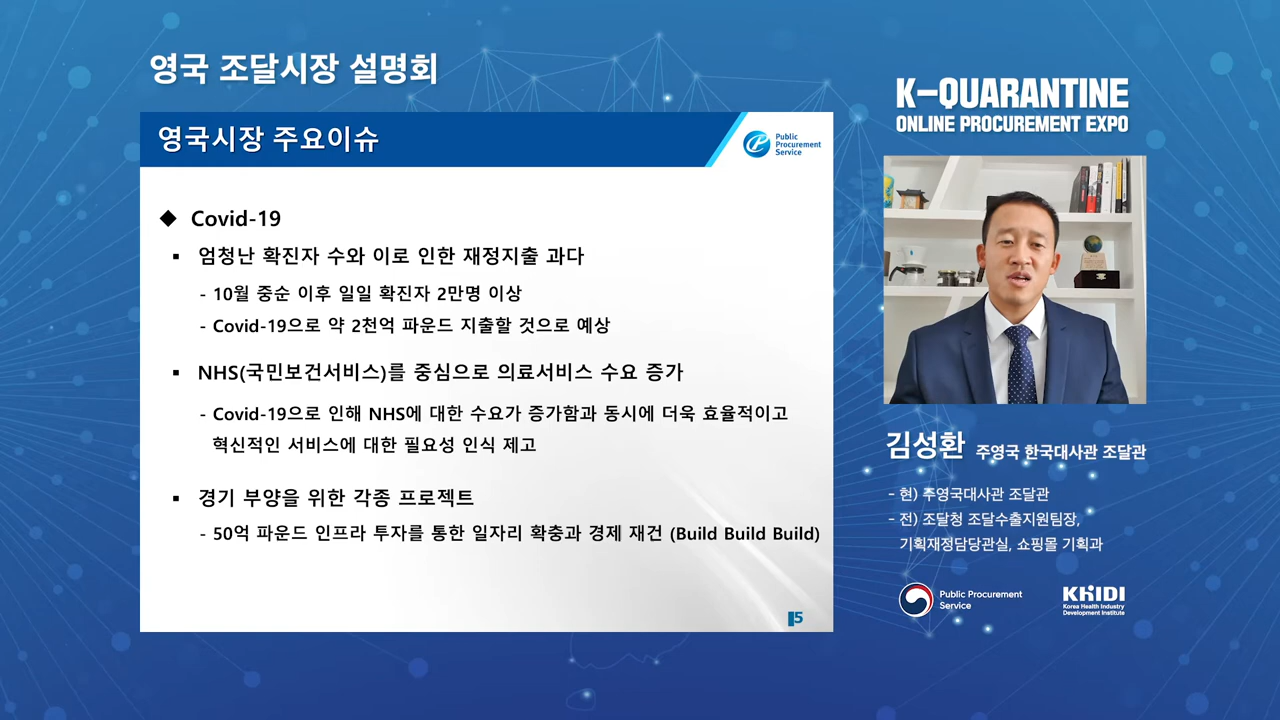 영국 조달시장 설명회
영국시장 주요이슈
Public
Procurement
Service
◆ Covid-19
▪ 엄청난 확진자 수와 이로 인한 재정지출 과다
- 10월 중순 이후 일일 확진자 2만명 이상
- Covid-19으로 약 2천억 파운드 지출할 것으로 예상
▪ NHS(국민보건서비스)를 중심으로 의료서비스 수요 증가
- Covid-19으로 인해 NHS에 대한 수요가 증가함과 동시에 더욱 효율적이고
혁신적인 서비스에 대한 필요성 인식 제고
▪ 경기 부양을 위한 각종 프로젝트
- 50억 파운드 인프라 투자를 통한 일자리 확충과 경제 재건 (Build Build Build)
5
K-QUARANTINE
ONLINE PROCUREMENT EXPO
김성환 주영국 한국대사관 조달관
- 현) 주영국대사관 조달관
- 전) 조달청 조달수출지원팀장,
기획재정담당관실, 쇼핑몰 기획과
Public Procurement
Service
KHIDI
Korea Health Industry
Development Institute